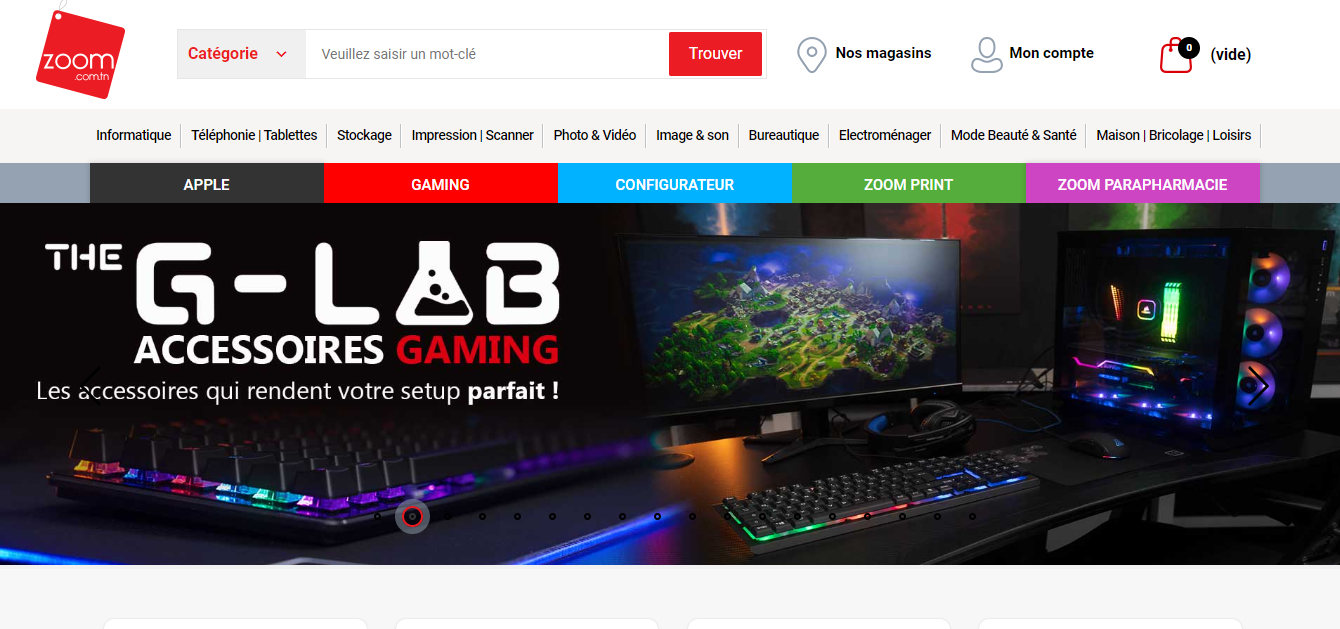 zoom
.com.tn
Catégorie
Veuillez saisir un mot-clé
Trouver
Nos magasins
Mon compte
0
(vide)
Informatique
Téléphonie | Tablettes
Stockage
Impression | Scanner
Photo & Vidéo
Image & son
Bureautique
Electroménager
Mode Beauté & Santé
Maison | Bricolage | Loisirs
APPLE
GAMING
CONFIGURATEUR
ZOOM PRINT
ZOOM PARAPHARMACIE
THE G-LAB
ACCESSOIRES GAMING
Les accessoires qui rendent votre setup parfait !